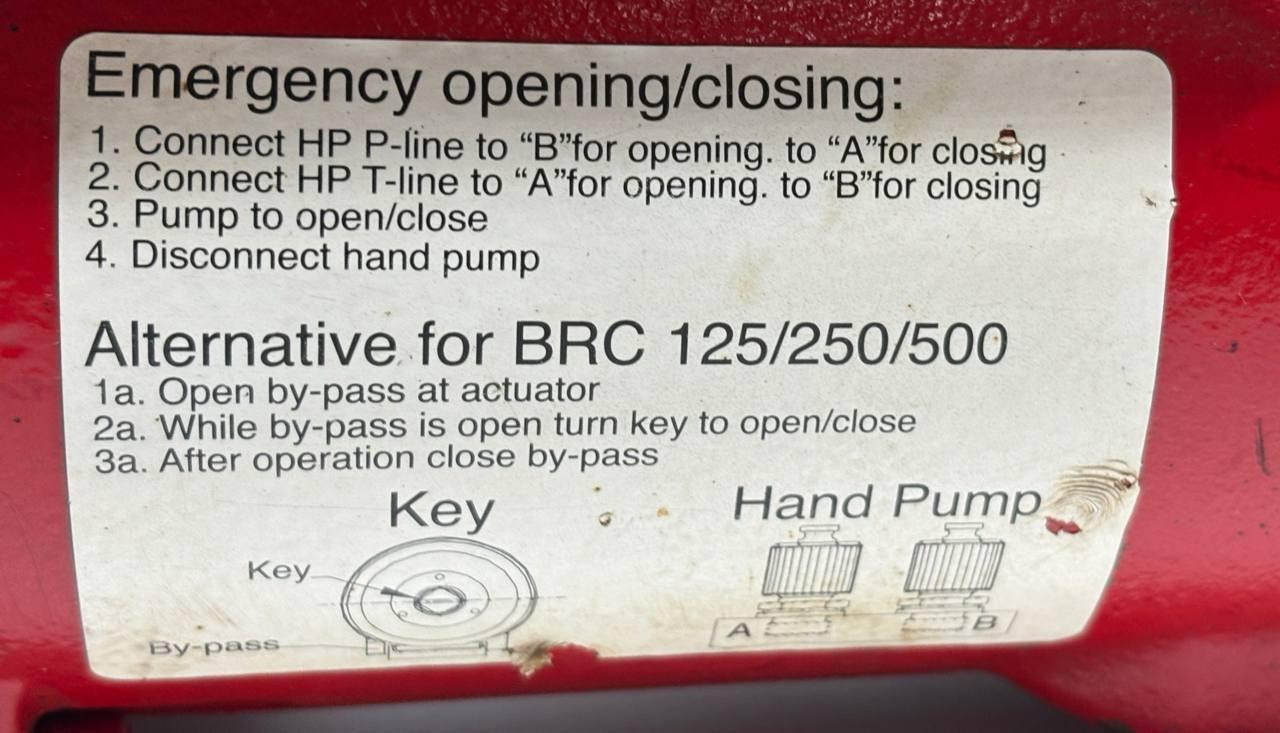 Emergency opening/closing:
1. Connect HP P-line to “B”for opening. to “A”for closing
2. Connect HP T-line to “A”for opening. to “B”for closing
3. Pump to open/close
4. Disconnect hand pump
Alternative for BRC 125/250/500
1a. Open by-pass at actuator
2a. While by-pass is open turn key to open/close
3a. After operation close by-pass
Key
Hand Pump
Key
By-pass
A
B